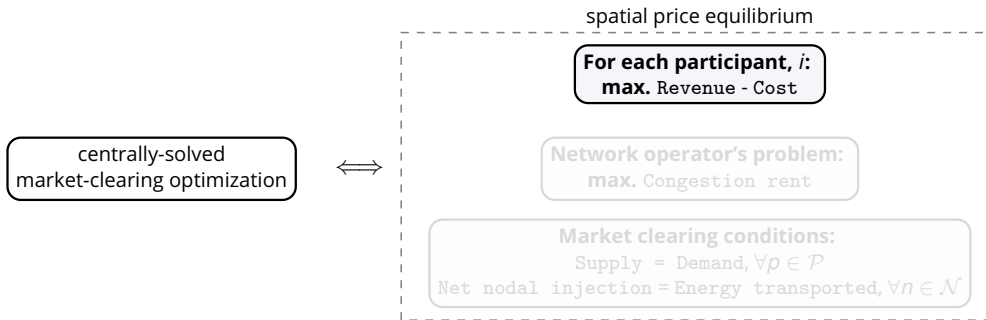 spatial price equilibrium
For each participant, i:
max. Revenue - Cost
centrally-solved
market-clearing optimization
⟺
Network operator's problem:
max. Congestion rent
Market clearing conditions:
Supply = Demand, ∀p ∈ 𝒫
Net nodal injection = Energy transported, ∀n ∈ 𝒩